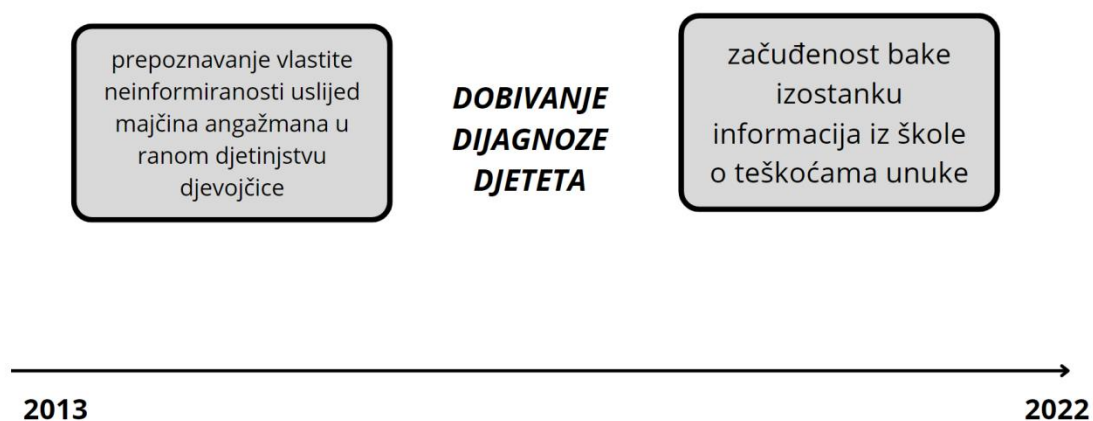 prepoznavanje vlastite
neinformiranosti uslijed
majčina angažmana u
ranom djetinjstvu
djevojčice
DOBIVANJE
DIJAGNOZE
DJETETA
začuđenost bake
izostanku
informacija iz škole
o teškoćama unuke
2013
2022